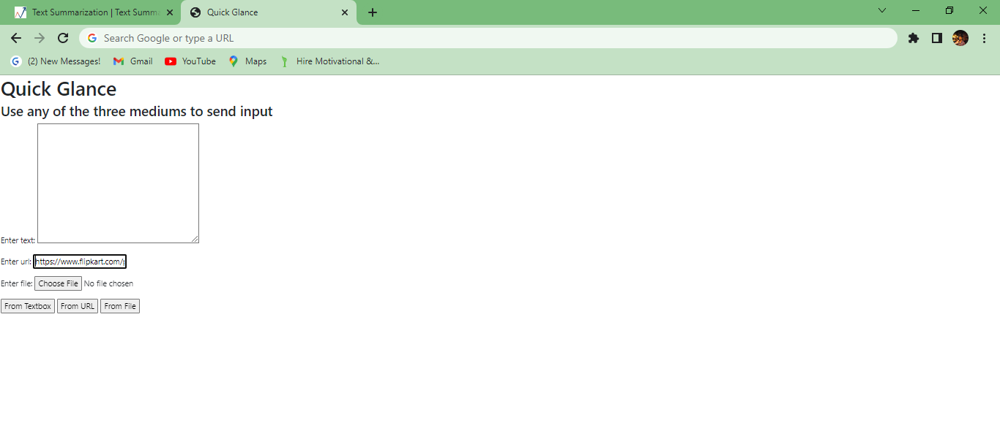 Text Summarization | Text Summa
Quick Glance
Search Google or type a URL
(2) New Messages!
Gmail
YouTube
Maps
Hire Motivational &...
Quick Glance
Use any of the three mediums to send input
Enter text:
Enter url: https://www.flipkart.com/
Enter file: Choose File No file chosen
From Textbox From URL From File